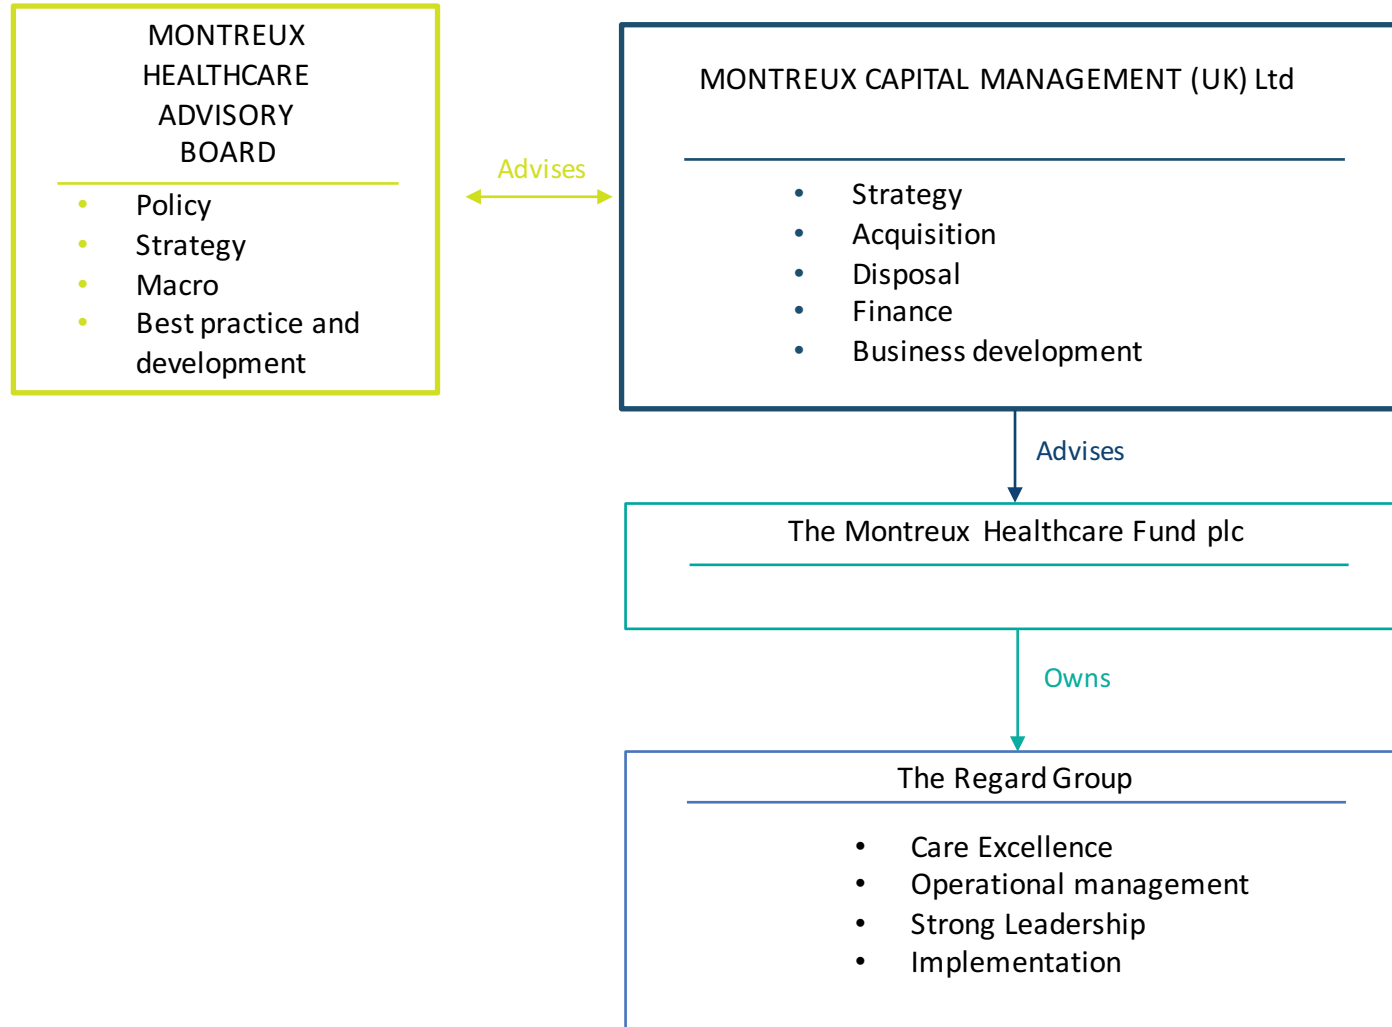 MONTREUX
HEALTHCARE
ADVISORY
BOARD
• Policy
• Strategy
• Macro
• Best practice and
development
Advises
MONTREUX CAPITAL MANAGEMENT (UK) Ltd
• Strategy
• Acquisition
• Disposal
• Finance
• Business development
Advises
The Montreux Healthcare Fund plc
Owns
The Regard Group
• Care Excellence
• Operational management
• Strong Leadership
• Implementation